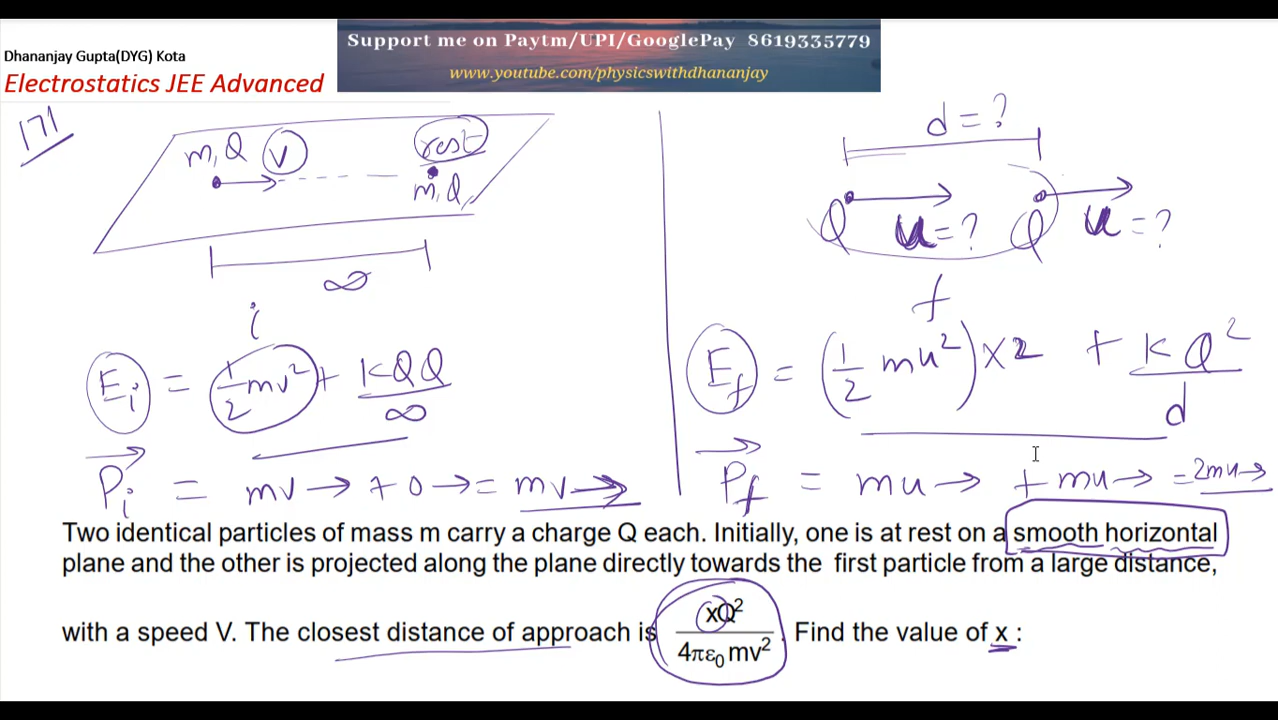 Support me on Paytm/UPI/GooglePay 8619335779
www.youtube.com/physicswithdhananjay
Dhananjay Gupta(DYG) Kota
Electrostatics JEE Advanced
171
m, Q v rest
m, Q
∞
i
d = ?
Q u = ? Q u = ?
f
Ei = 1/2 mv² + kQQ/∞
Ef = (1/2 mu²) × 2 + kQ²/d
Pi = mv → + 0 → = mv →
Pf = mu → + mu → = 2mu →
Two identical particles of mass m carry a charge Q each. Initially, one is at rest on a smooth horizontal
plane and the other is projected along the plane directly towards the first particle from a large distance,
with a speed V. The closest distance of approach is xQ²/4πε₀mv² . Find the value of x :